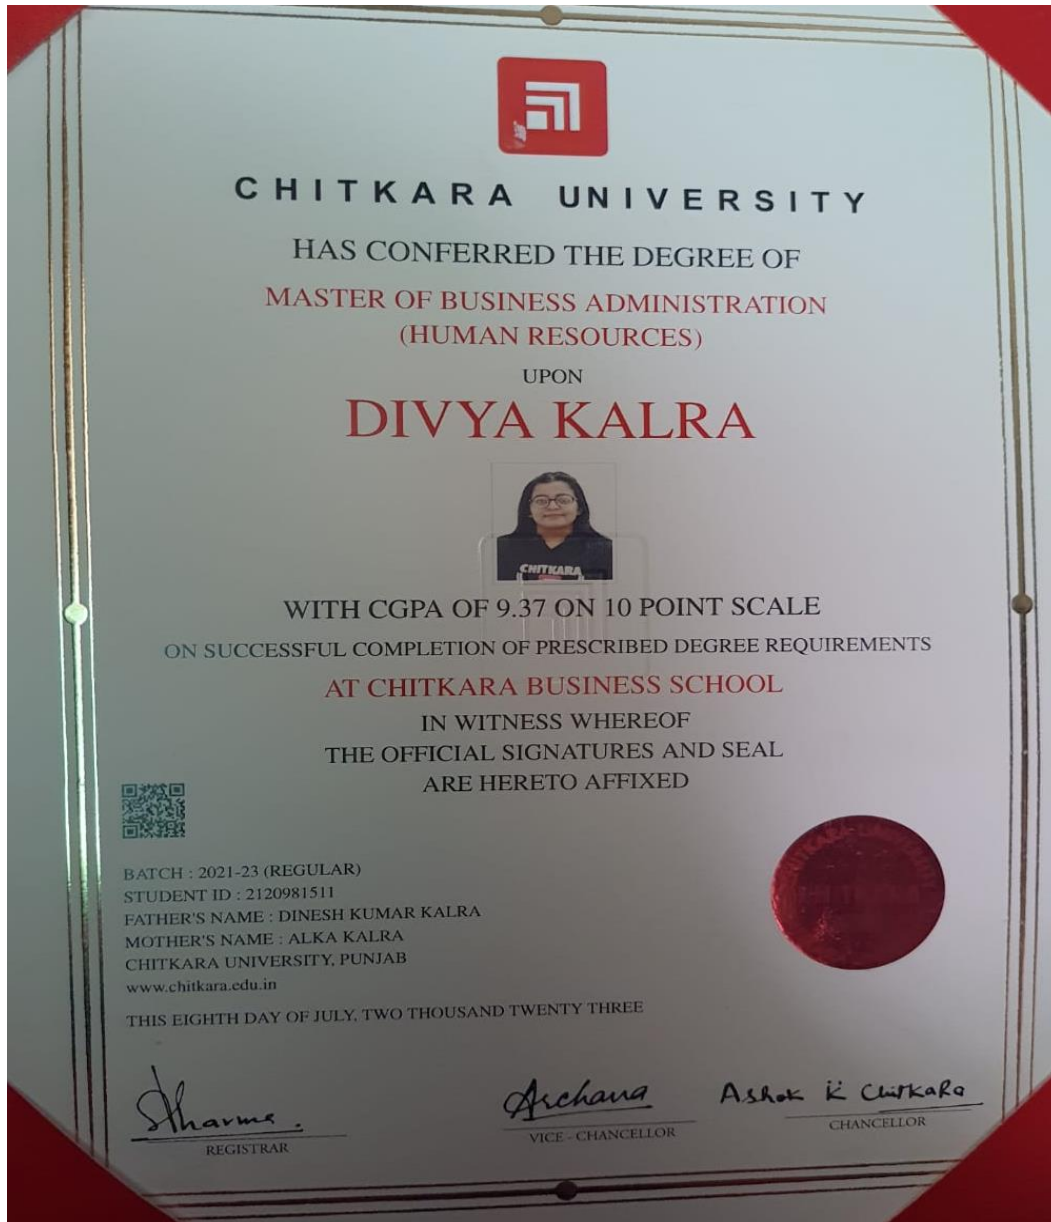 CHITKARA UNIVERSITY
HAS CONFERRED THE DEGREE OF
MASTER OF BUSINESS ADMINISTRATION
(HUMAN RESOURCES)
UPON
DIVYA KALRA
CHITKARA
WITH CGPA OF 9.37 ON 10 POINT SCALE
ON SUCCESSFUL COMPLETION OF PRESCRIBED DEGREE REQUIREMENTS
AT CHITKARA BUSINESS SCHOOL
IN WITNESS WHEREOF
THE OFFICIAL SIGNATURES AND SEAL
ARE HERETO AFFIXED
BATCH : 2021-23 (REGULAR)
STUDENT ID : 2120981511
FATHER'S NAME : DINESH KUMAR KALRA
MOTHER'S NAME : ALKA KALRA
CHITKARA UNIVERSITY, PUNJAB
www.chitkara.edu.in
THIS EIGHTH DAY OF JULY, TWO THOUSAND TWENTY THREE
Sharma. Archana Ashok K Chitkara
REGISTRAR VICE - CHANCELLOR CHANCELLOR